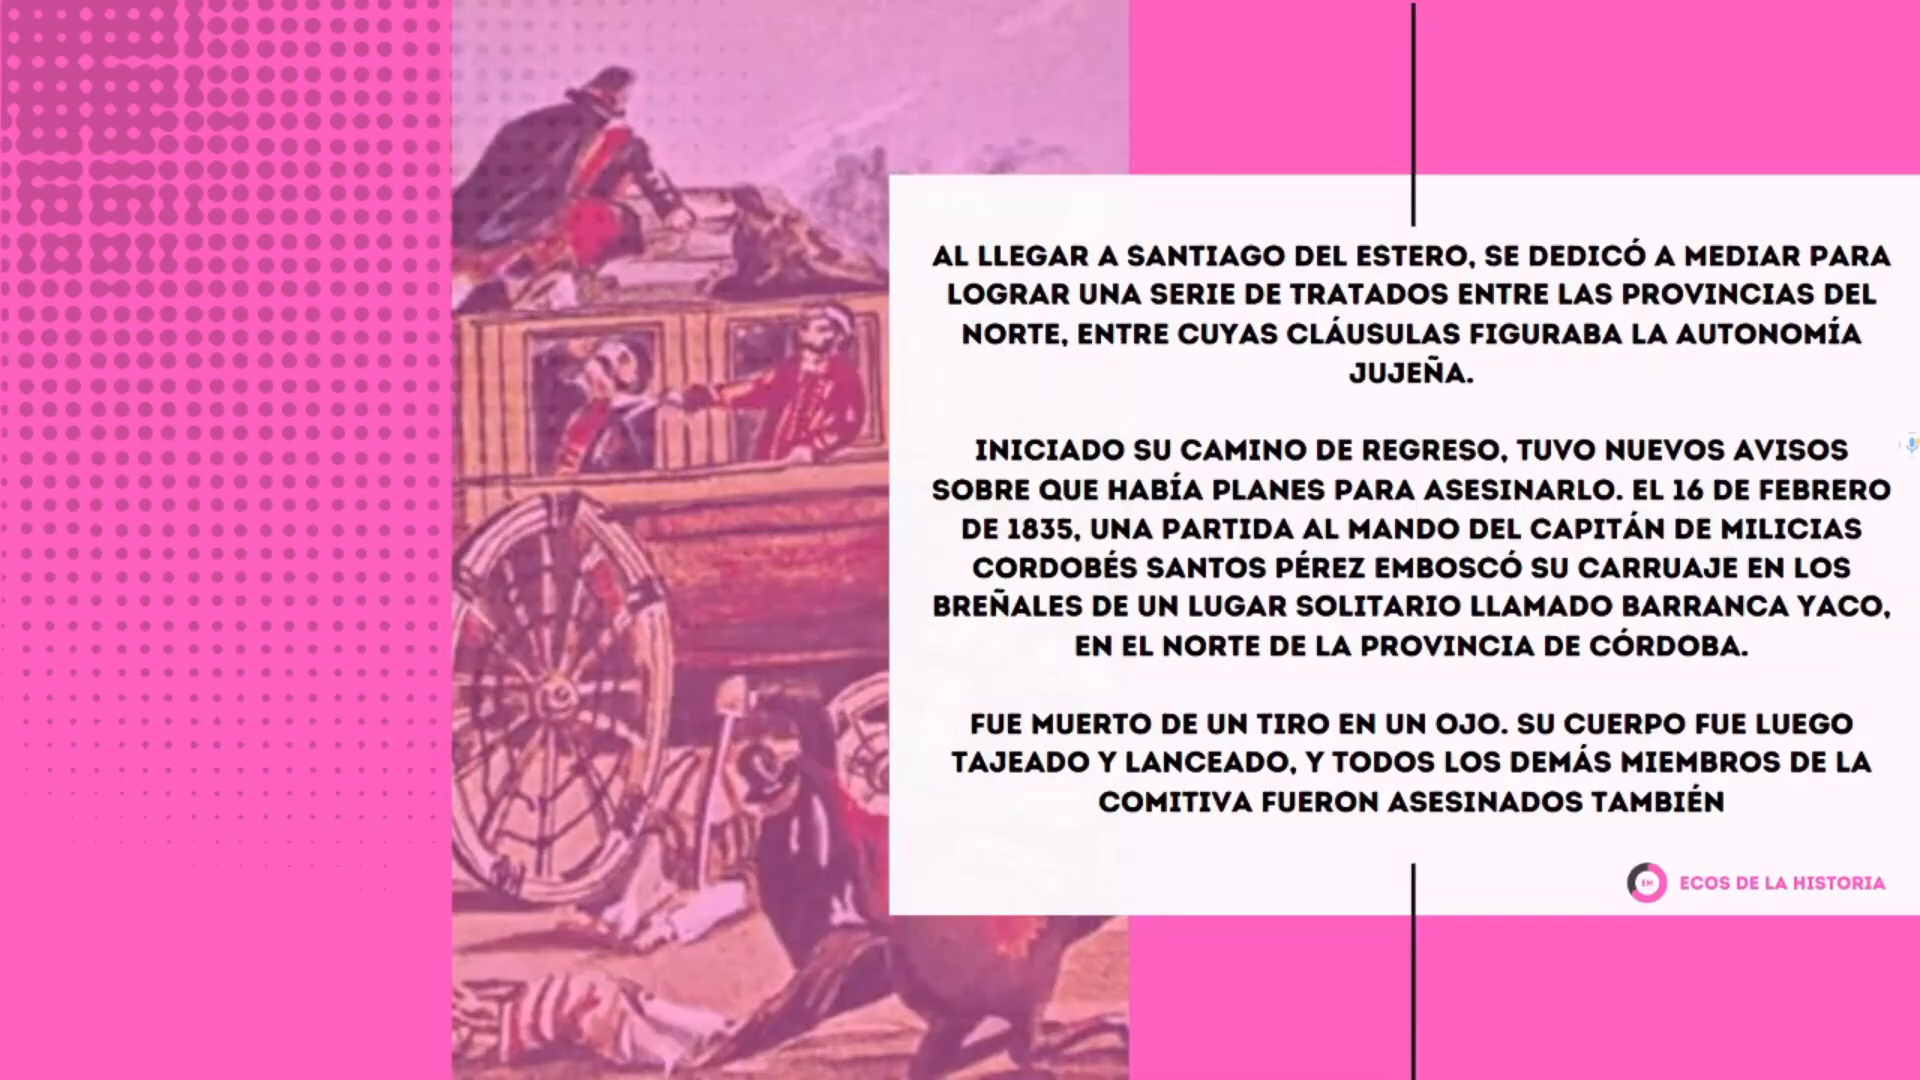 AL LLEGAR A SANTIAGO DEL ESTERO, SE DEDICÓ A MEDIAR PARA
LOGRAR UNA SERIE DE TRATADOS ENTRE LAS PROVINCIAS DEL
NORTE, ENTRE CUYAS CLÁUSULAS FIGURABA LA AUTONOMÍA
JUJEÑA.
INICIADO SU CAMINO DE REGRESO, TUVO NUEVOS AVISOS
SOBRE QUE HABÍA PLANES PARA ASESINARLO. EL 16 DE FEBRERO
DE 1835, UNA PARTIDA AL MANDO DEL CAPITÁN DE MILICIAS
CORDOBÉS SANTOS PÉREZ EMBOSCÓ SU CARRUAJE EN LOS
BREÑALES DE UN LUGAR SOLITARIO LLAMADO BARRANCA YACO,
EN EL NORTE DE LA PROVINCIA DE CÓRDOBA.
FUE MUERTO DE UN TIRO EN UN OJO. SU CUERPO FUE LUEGO
TAJEADO Y LANCEADO, Y TODOS LOS DEMÁS MIEMBROS DE LA
COMITIVA FUERON ASESINADOS TAMBIÉN
EH ECOS DE LA HISTORIA